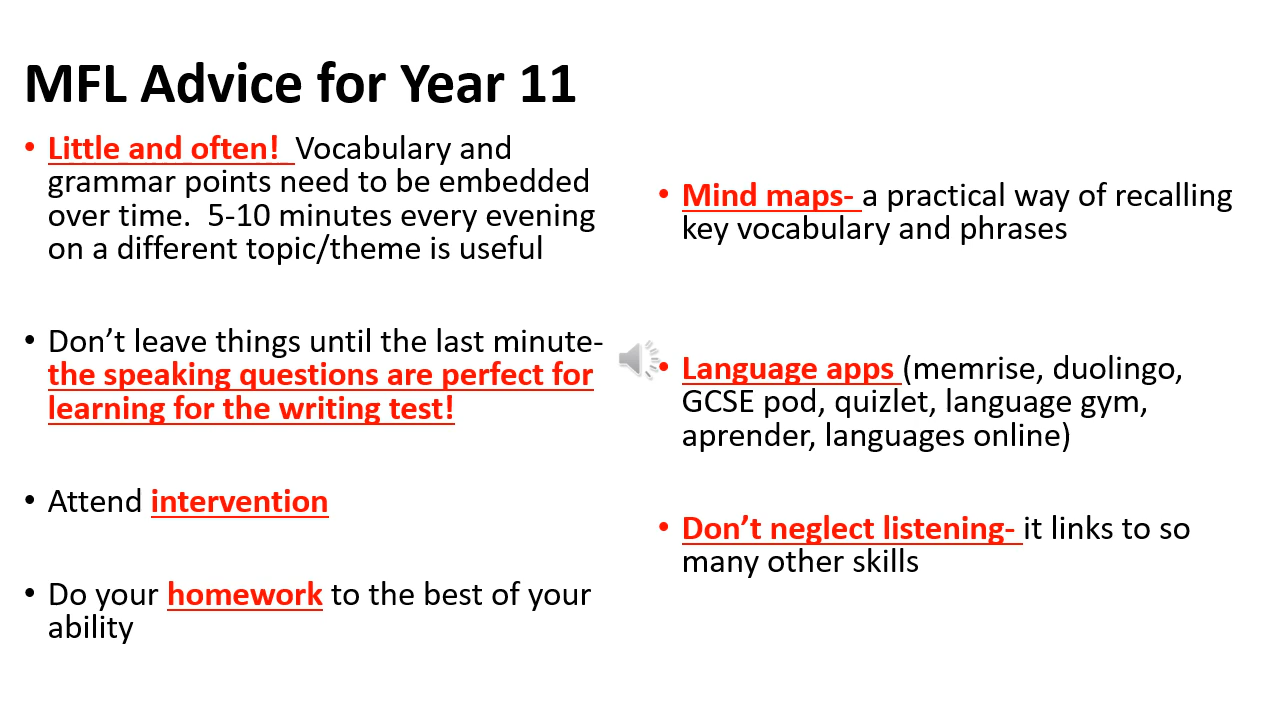 MFL Advice for Year 11
• Little and often!  Vocabulary and
grammar points need to be embedded
over time.  5-10 minutes every evening
on a different topic/theme is useful
• Don’t leave things until the last minute-
the speaking questions are perfect for
learning for the writing test!
• Attend intervention
• Do your homework to the best of your
ability
• Mind maps- a practical way of recalling
key vocabulary and phrases
• Language apps (memrise, duolingo,
GCSE pod, quizlet, language gym,
aprender, languages online)
• Don’t neglect listening- it links to so
many other skills